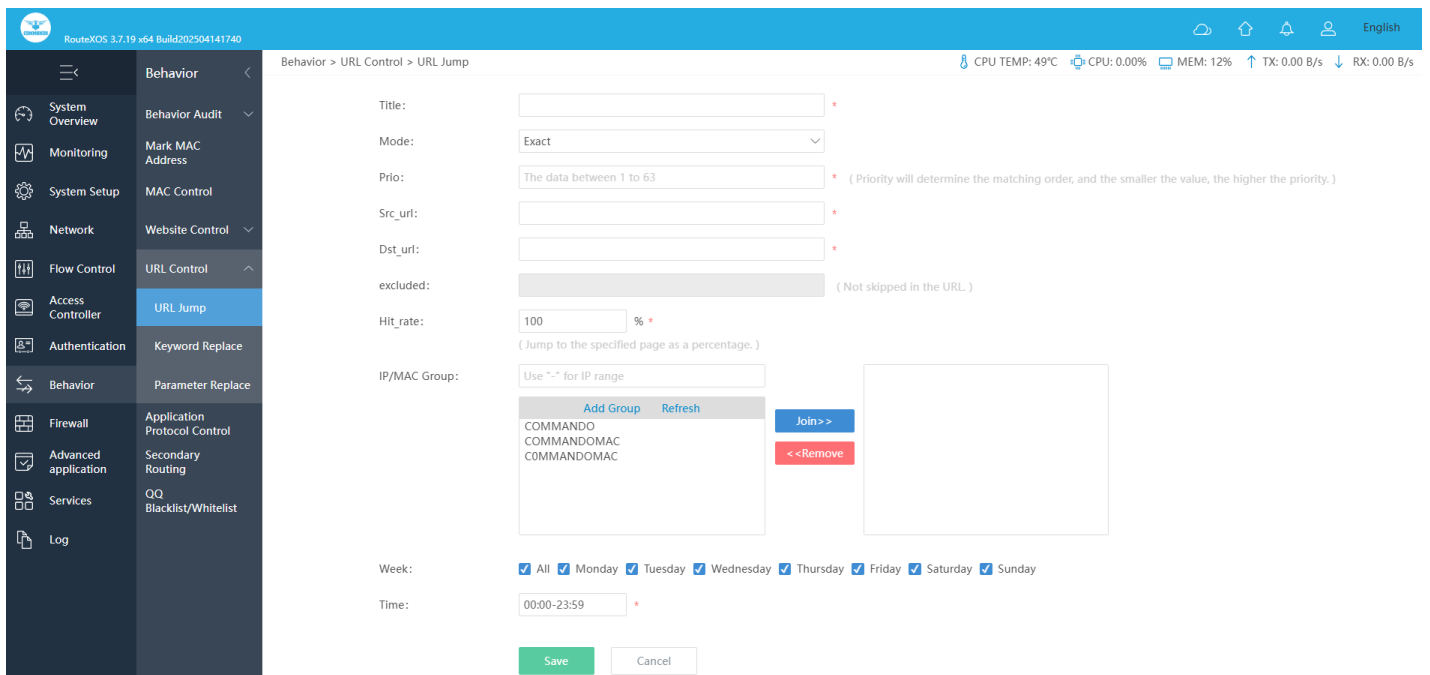 COMMANDO
RouteXOS 3.7.19 x64 Build202504141740
English
System Overview
Monitoring
System Setup
Network
Flow Control
Access Controller
Authentication
Behavior
Firewall
Advanced application
Services
Log
Behavior
Behavior Audit
Mark MAC Address
MAC Control
Website Control
URL Control
URL Jump
Keyword Replace
Parameter Replace
Application Protocol Control
Secondary Routing
QQ Blacklist/Whitelist
Behavior > URL Control > URL Jump
CPU TEMP: 49℃ CPU: 0.00% MEM: 12% TX: 0.00 B/s RX: 0.00 B/s
Title: *
Mode: Exact
Prio: The data between 1 to 63 * ( Priority will determine the matching order, and the smaller the value, the higher the priority. )
Src_url: *
Dst_url: *
excluded: ( Not skipped in the URL. )
Hit_rate: 100 % *
( Jump to the specified page as a percentage. )
IP/MAC Group: Use "-" for IP range
Add Group Refresh
COMMANDO
COMMANDOMAC
C0MMANDOMAC
Join>>
<<Remove
Week: All Monday Tuesday Wednesday Thursday Friday Saturday Sunday
Time: 00:00-23:59 *
Save Cancel